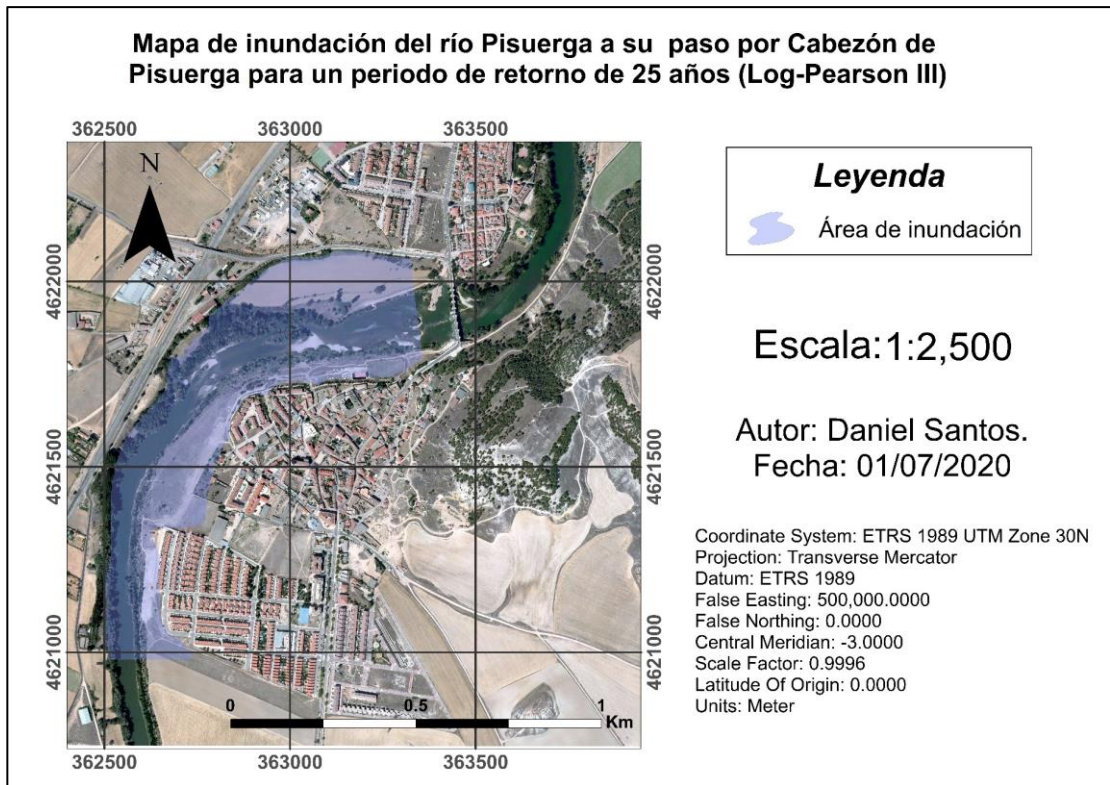 Mapa de inundación del río Pisuerga a su paso por Cabezón de
Pisuerga para un periodo de retorno de 25 años (Log-Pearson III)
362500 363000 363500
N
4622000 4622000
4621500 4621500
4621000 4621000
0 0.5 1
Km
362500 363000 363500
Leyenda
Área de inundación
Escala:1:2,500
Autor: Daniel Santos.
Fecha: 01/07/2020
Coordinate System: ETRS 1989 UTM Zone 30N
Projection: Transverse Mercator
Datum: ETRS 1989
False Easting: 500,000.0000
False Northing: 0.0000
Central Meridian: -3.0000
Scale Factor: 0.9996
Latitude Of Origin: 0.0000
Units: Meter